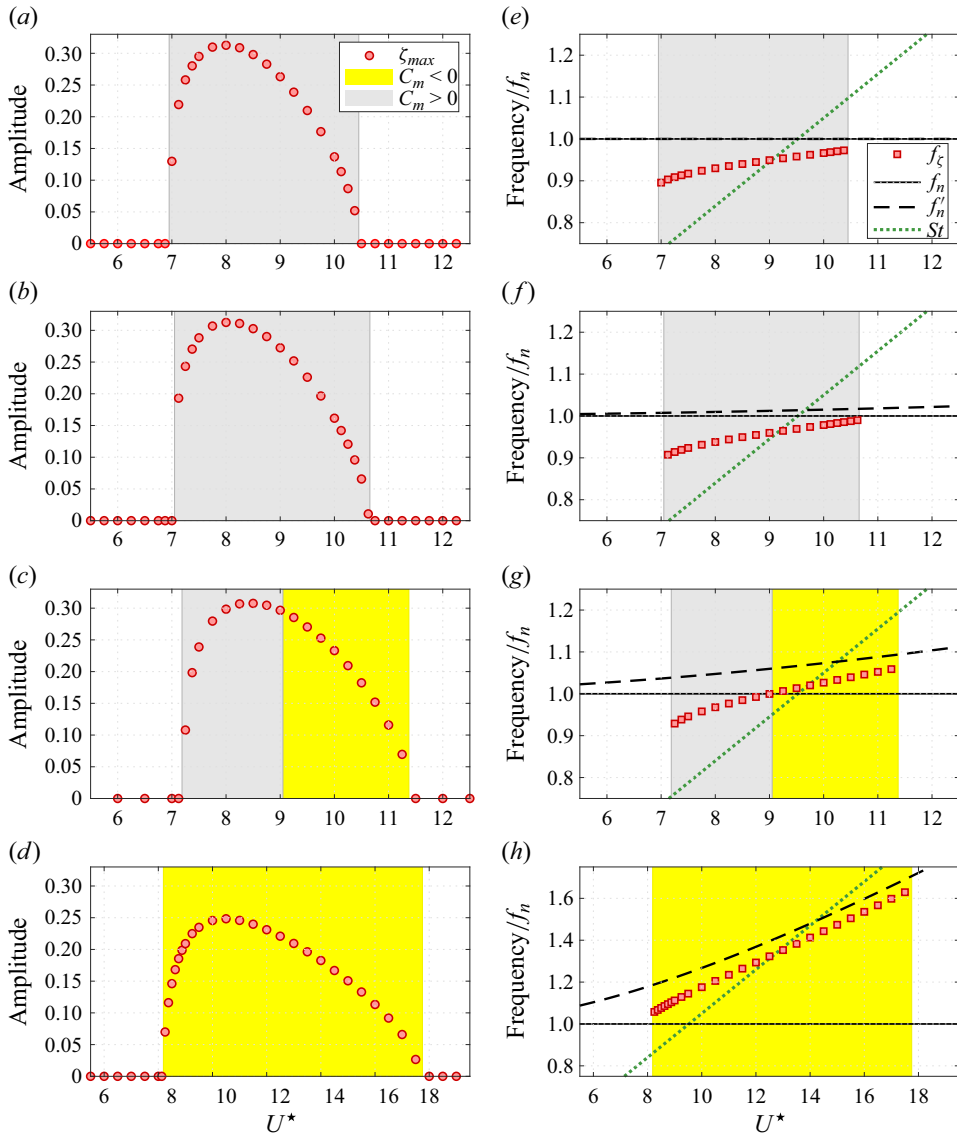 (a) (e)
0.30
0.25
0.20
0.15
0.10
0.05
0
Amplitude
ζmax
Cm < 0
Cm > 0
6 7 8 9 10 11 12
1.2
1.1
1.0
0.9
0.8
Frequency/fn
fζ
fn
f′n
St
6 7 8 9 10 11 12
(b) (f)
0.30
0.25
0.20
0.15
0.10
0.05
0
Amplitude
6 7 8 9 10 11 12
1.2
1.1
1.0
0.9
0.8
Frequency/fn
6 7 8 9 10 11 12
(c) (g)
0.30
0.25
0.20
0.15
0.10
0.05
0
Amplitude
6 7 8 9 10 11 12
1.2
1.1
1.0
0.9
0.8
Frequency/fn
6 7 8 9 10 11 12
(d) (h)
0.30
0.25
0.20
0.15
0.10
0.05
0
Amplitude
6 8 10 12 14 16 18
U★
1.6
1.4
1.2
1.0
0.8
Frequency/fn
6 8 10 12 14 16 18
U★